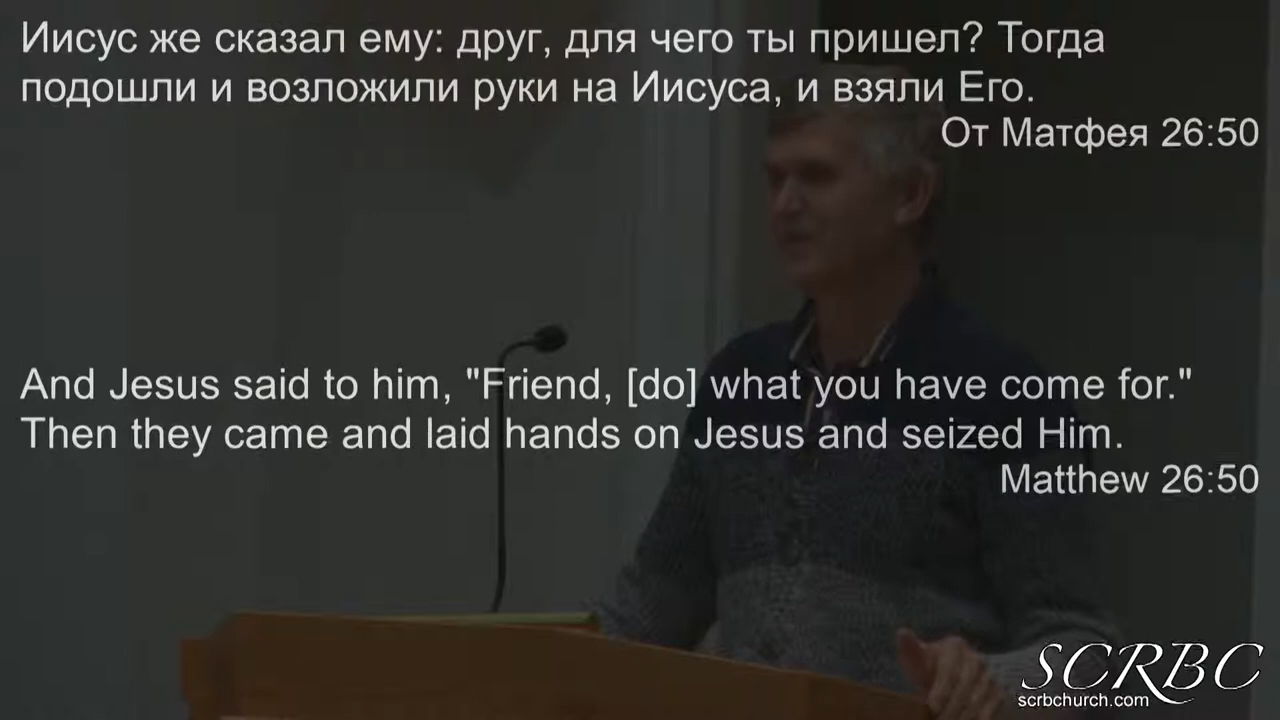 Иисус же сказал ему: друг, для чего ты пришел? Тогда
подошли и возложили руки на Иисуса, и взяли Его.
От Матфея 26:50
And Jesus said to him, "Friend, [do] what you have come for."
Then they came and laid hands on Jesus and seized Him.
Matthew 26:50
SCRBC
scrbchurch.com